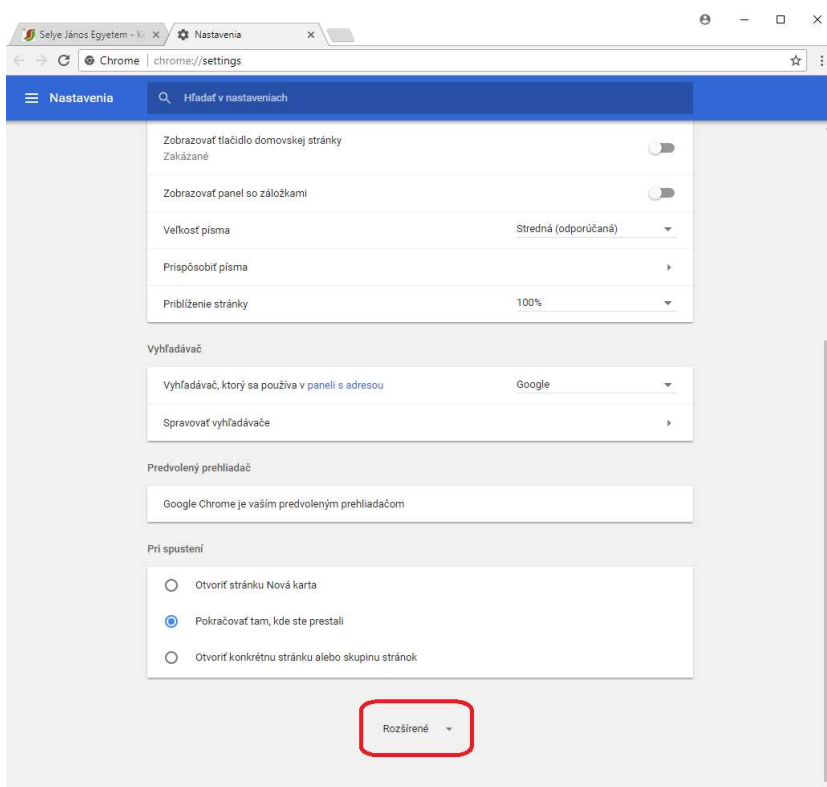 Selye János Egyetem - Ko
Nastavenia
Chrome chrome://settings
Nastavenia
Hľadať v nastaveniach
Zobrazovať tlačidlo domovskej stránky
Zakázané
Zobrazovať panel so záložkami
Veľkosť písma Stredná (odporúčaná)
Prispôsobiť písma
Priblíženie stránky 100%
Vyhľadávač
Vyhľadávač, ktorý sa používa v paneli s adresou Google
Spravovať vyhľadávače
Predvolený prehliadač
Google Chrome je vaším predvoleným prehliadačom
Pri spustení
Otvoriť stránku Nová karta
Pokračovať tam, kde ste prestali
Otvoriť konkrétnu stránku alebo skupinu stránok
Rozšírené